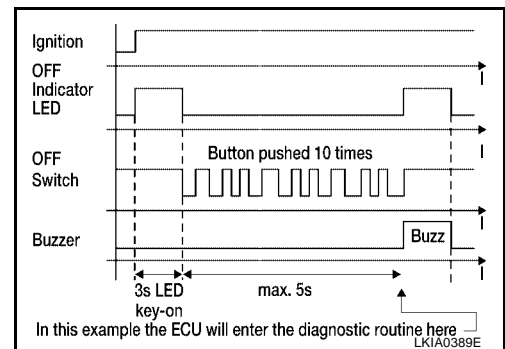 Ignition
OFF
Indicator
LED
OFF
Switch
Button pushed 10 times
Buzzer
Buzz
3s LED
key-on
max. 5s
In this example the ECU will enter the diagnostic routine here
LKIA0389E